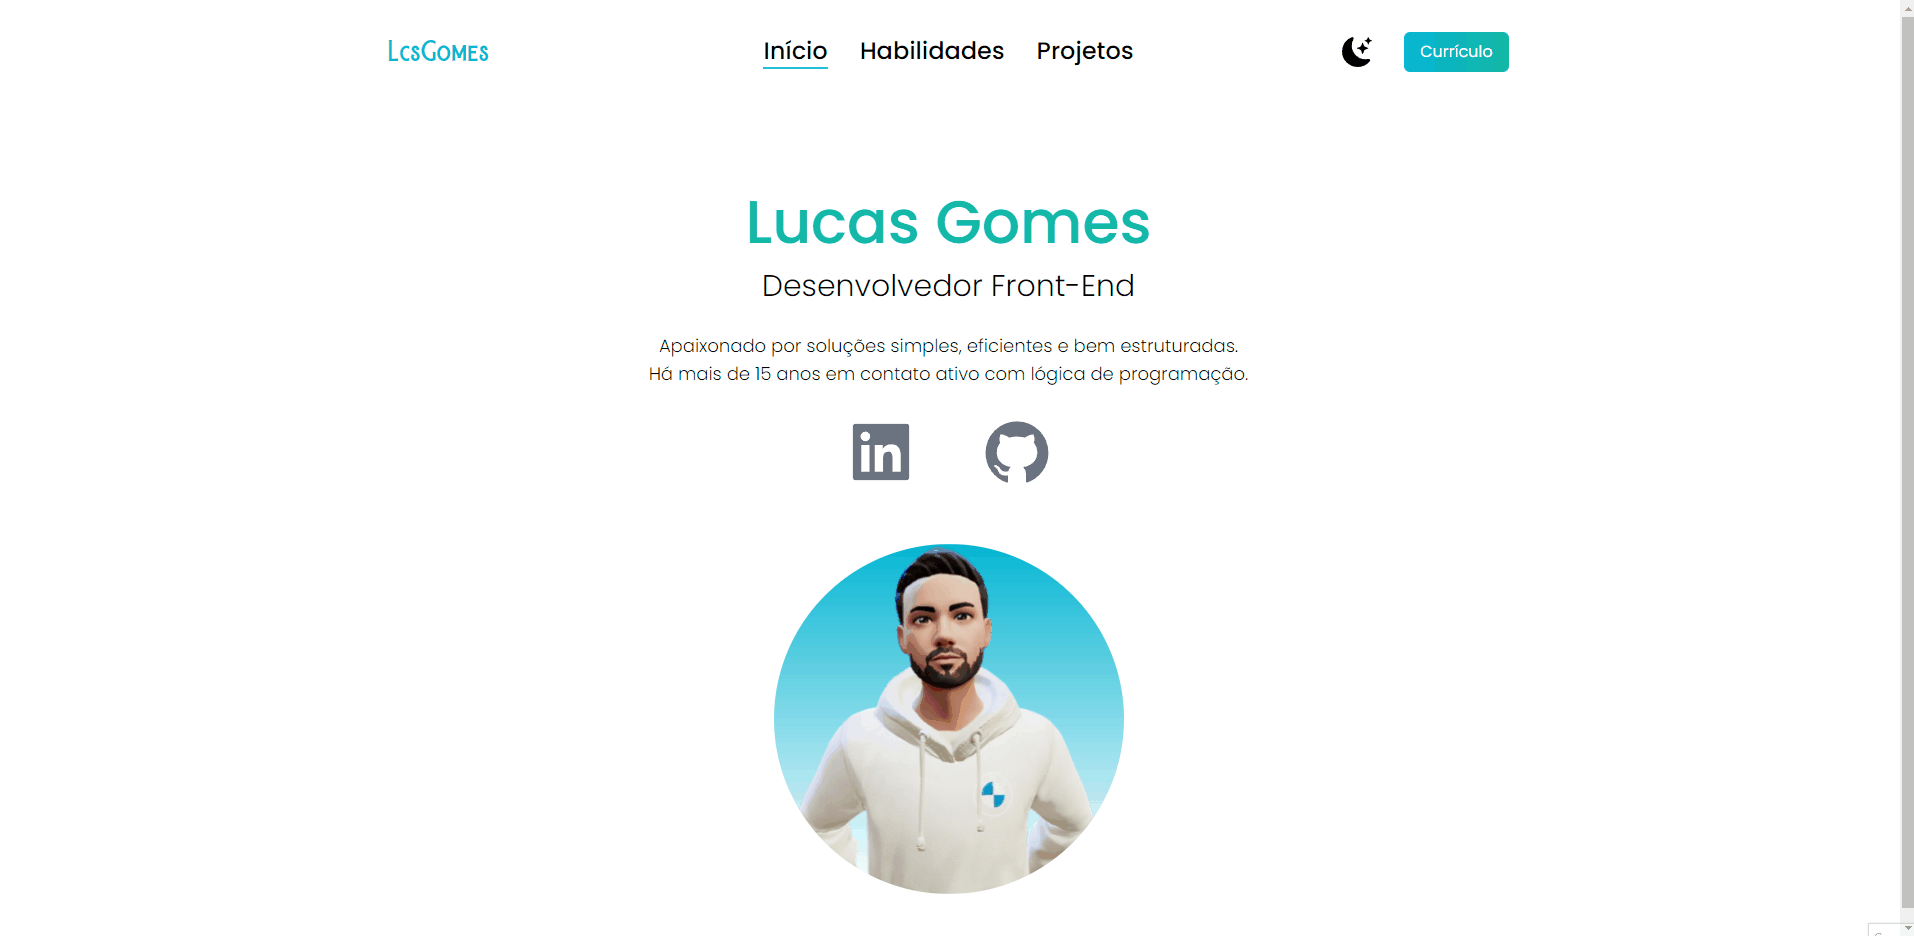 LcsGomes
Início Habilidades Projetos
Currículo
Lucas Gomes
Desenvolvedor Front-End
Apaixonado por soluções simples, eficientes e bem estruturadas.
Há mais de 15 anos em contato ativo com lógica de programação.
in